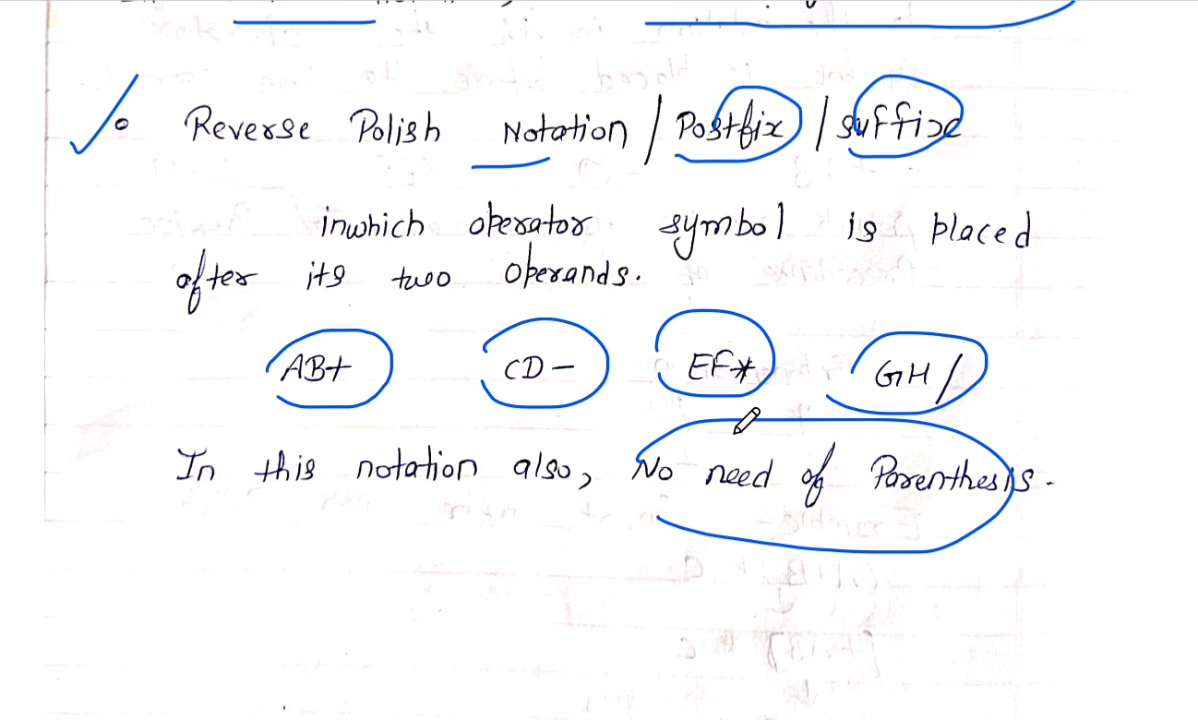 Reverse Polish Notation / Postfix / Suffix
inwhich operator symbol is placed
after its two operands.
AB+ CD- EF* GH/
In this notation also, No need of Parenthesis.